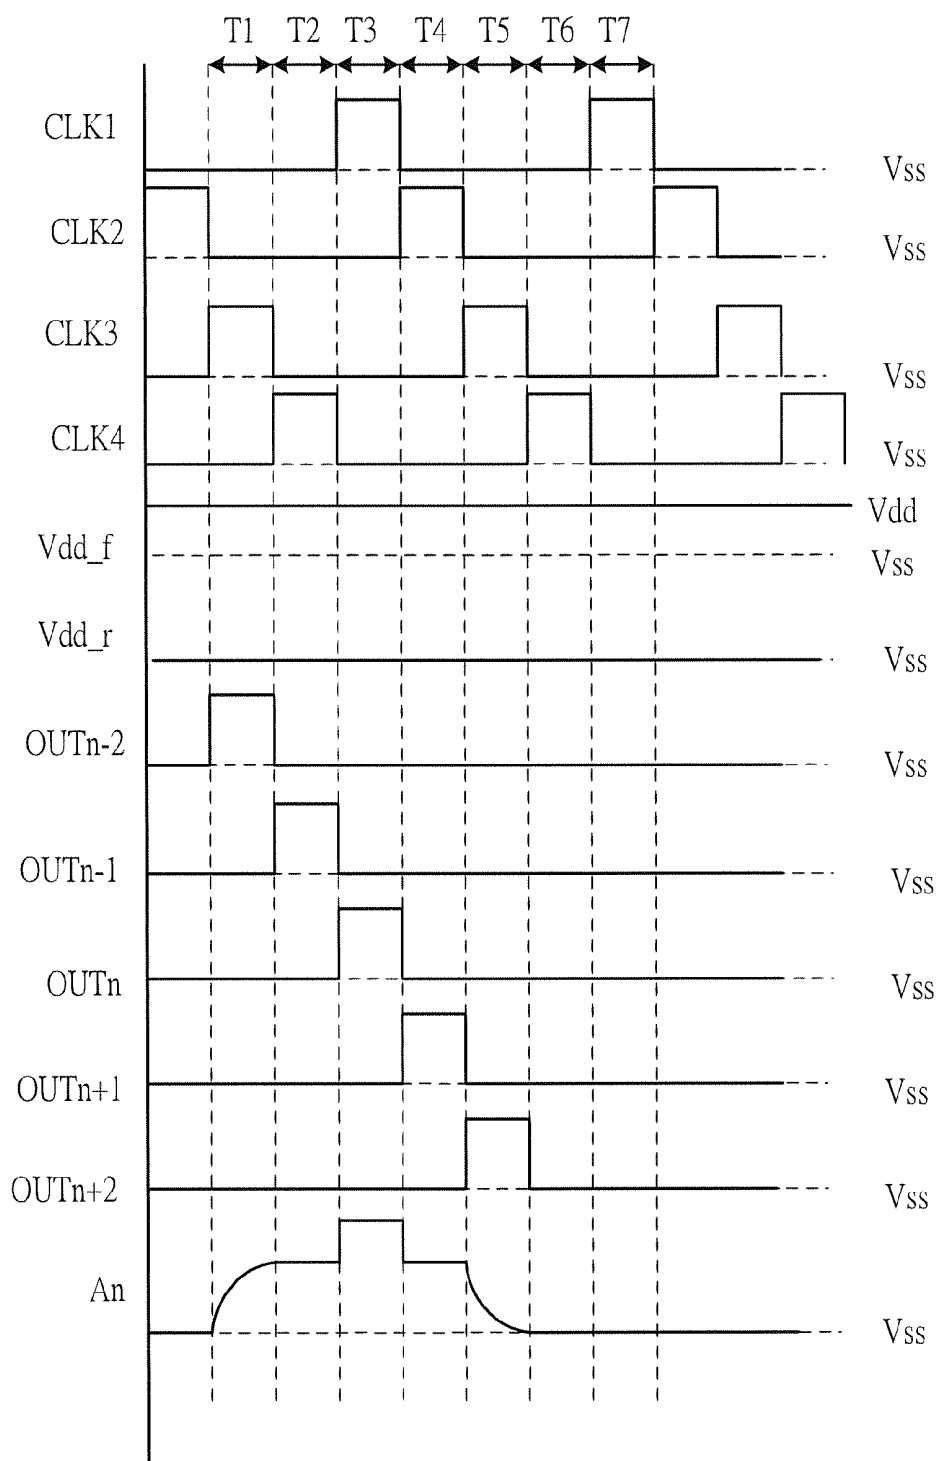 T1 T2 T3 T4 T5 T6 T7
CLK1 Vss
CLK2 Vss
CLK3 Vss
CLK4 Vss
Vdd
Vdd_f Vss
Vdd_r Vss
OUTn-2 Vss
OUTn-1 Vss
OUTn Vss
OUTn+1 Vss
OUTn+2 Vss
An Vss